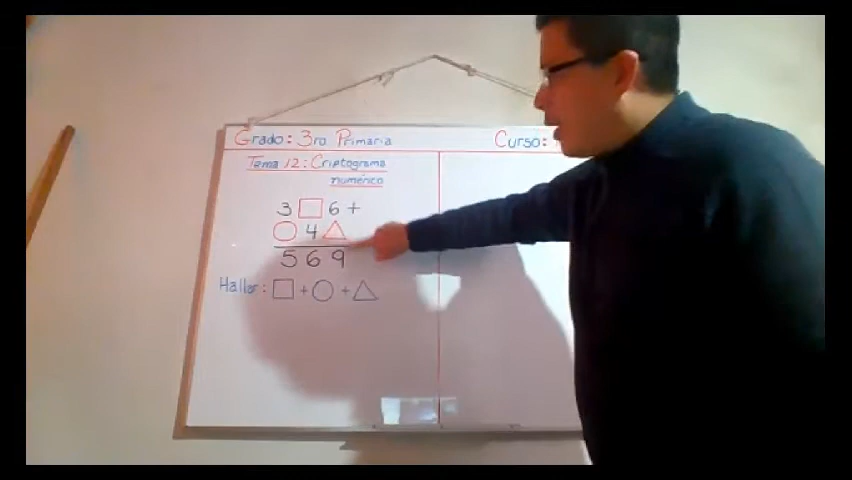 Grado: 3ro Primaria
Curso:
Tema 12: Criptograma
numérico
3 □ 6 +
○ 4 △
5 6 9
Hallar: □ + ○ + △